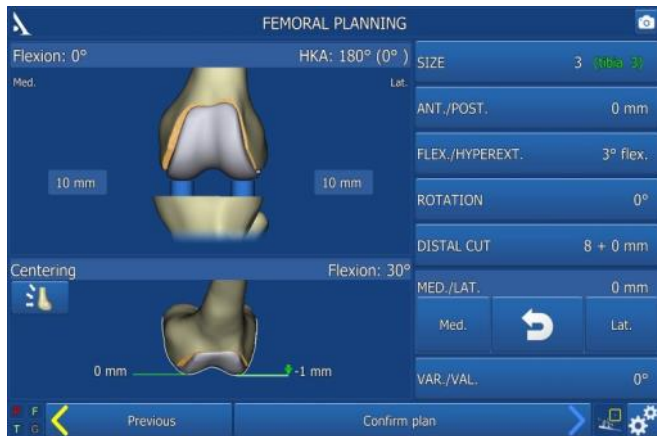 FEMORAL PLANNING
Flexion: 0° HKA: 180° (0° )
Med. Lat.
10 mm 10 mm
Centering Flexion: 30°
0 mm -1 mm
SIZE 3 (tibia 3)
ANT./POST. 0 mm
FLEX./HYPEREXT. 3° flex.
ROTATION 0°
DISTAL CUT 8 + 0 mm
MED./LAT. 0 mm
Med. Lat.
VAR./VAL. 0°
F
T G
Previous Confirm plan